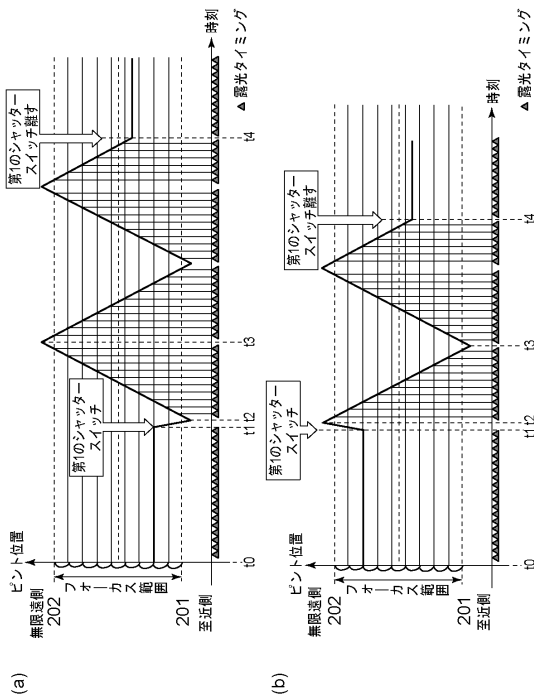 (a)
ピント位置
無限遠側
202
フォーカス範囲
201
至近側
第1のシャッター
スイッチ
第1のシャッター
スイッチ離す
t0
t1
t2
t3
t4
時刻
▲ 露光タイミング
(b)
ピント位置
無限遠側
202
フォーカス範囲
201
至近側
第1のシャッター
スイッチ
第1のシャッター
スイッチ離す
t0
t1
t2
t3
t4
時刻
▲ 露光タイミング